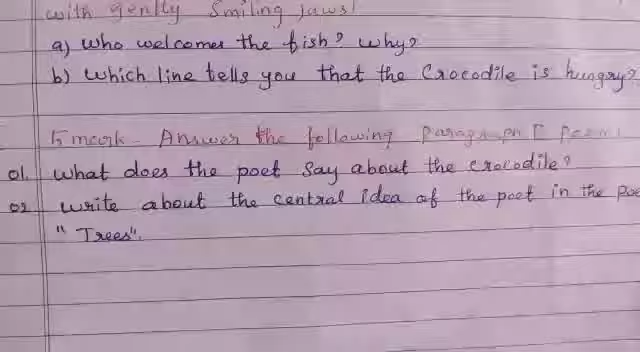 with gently smiling jaws!
a) who welcomes the fish? why?
b) which line tells you that the Crocodile is hungry?
5 mark Answer the following Paragraph
01. What does the poet say about the crocodile?
02 write about the central idea of the poet in the
"Trees".